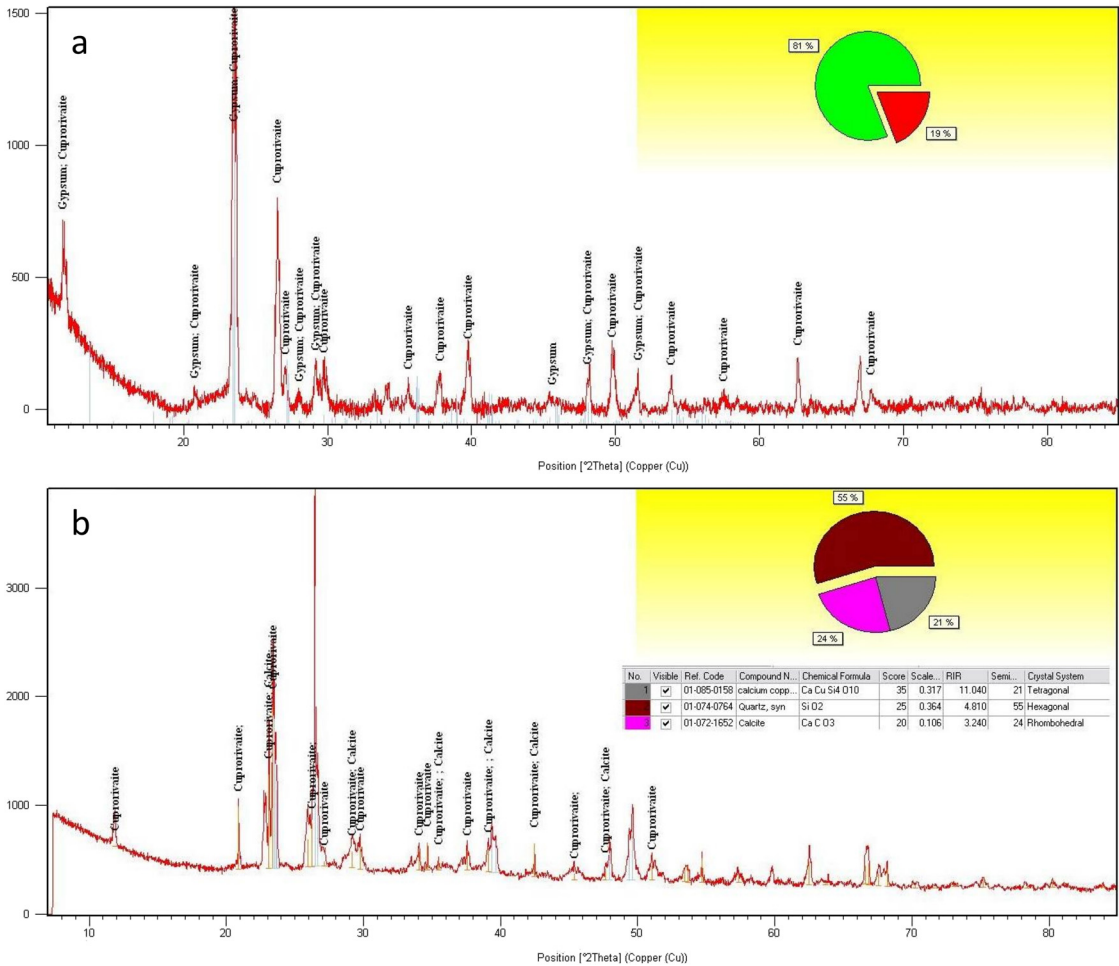 a
1500
1000
500
0
Gypsum; Cuprorivaite
Gypsum; Cuprorivaite
Gypsum; Cuprorivaite
Cuprorivaite
Cuprorivaite
Gypsum; Cuprorivaite
Gypsum; Cuprorivaite
Cuprorivaite
Cuprorivaite
Cuprorivaite
Cuprorivaite
Gypsum
Gypsum; Cuprorivaite
Cuprorivaite
Gypsum; Cuprorivaite
Cuprorivaite
Cuprorivaite
Cuprorivaite
Cuprorivaite
81 %
19 %
20 30 40 50 60 70 80
Position [°2Theta] (Copper (Cu))
b
3000
2000
1000
0
Cuprorivaite
Cuprorivaite;
Cuprorivaite; Calcite
Cuprorivaite
Cuprorivaite;
Cuprorivaite
Cuprorivaite; Calcite
Cuprorivaite
Cuprorivaite
Cuprorivaite
Cuprorivaite; ; Calcite
Cuprorivaite
Cuprorivaite; ; Calcite
Cuprorivaite; Calcite
Cuprorivaite;
Cuprorivaite; Calcite
Cuprorivaite
55 %
24 %
21 %
No. Visible Ref. Code Compound N... Chemical Formula Score Scale... RIR Semi... Crystal System
1 01-085-0158 calcium copp... Ca Cu Si4 O10 35 0.317 11.040 21 Tetragonal
01-074-0764 Quartz, syn Si O2 25 0.364 4.810 55 Hexagonal
01-072-1652 Calcite Ca C O3 20 0.106 3.240 24 Rhombohedral
10 20 30 40 50 60 70 80
Position [°2Theta] (Copper (Cu))